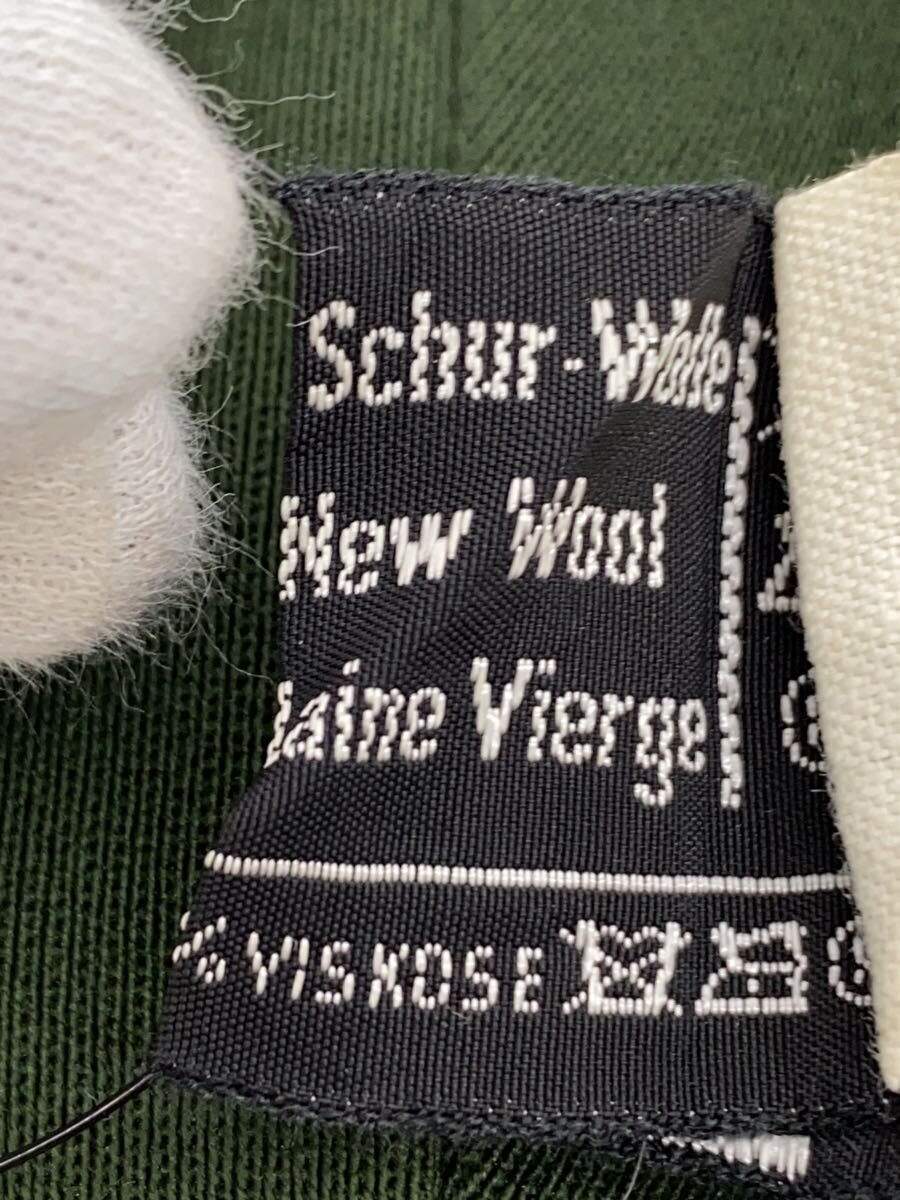 Schur-Wolle
New Wool
Laine Vierge
% VISKOSE